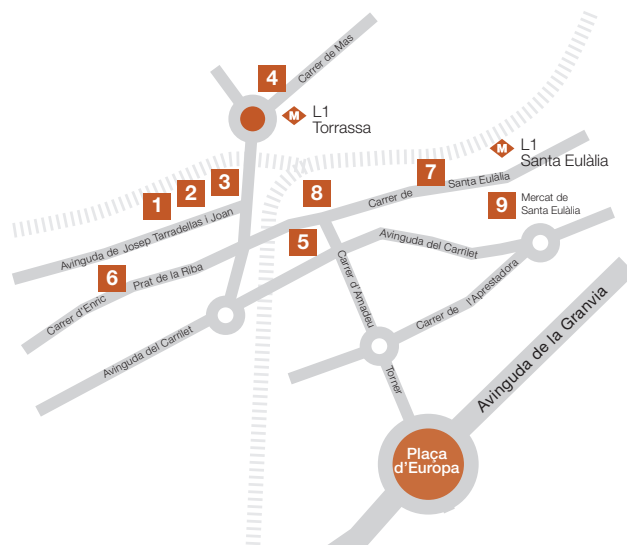 4
Carrer de Mas
M
L1
Torrassa
M
L1
Santa Eulàlia
1
2
3
8
7
Carrer de
Santa Eulàlia
9
Mercat de
Santa Eulàlia
Avinguda de Josep Tarradellas I Joan
5
Avinguda del Carrilet
6
Carrer d'Enric
Prat de la Riba
Carrer d'Amadeu
Torner
Carrer de
l'Aprestadora
Avinguda del Carrilet
Avinguda de la Granvia
Plaça
d'Europa